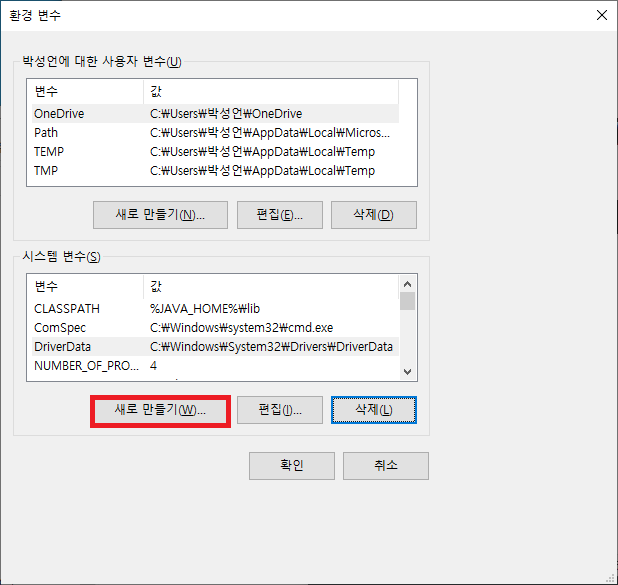 환경 변수
박성언에 대한 사용자 변수(U)
변수 값
OneDrive C:₩Users₩박성언₩OneDrive
Path C:₩Users₩박성언₩AppData₩Local₩Micros...
TEMP C:₩Users₩박성언₩AppData₩Local₩Temp
TMP C:₩Users₩박성언₩AppData₩Local₩Temp
새로 만들기(N)... 편집(E)... 삭제(D)
시스템 변수(S)
변수 값
CLASSPATH %JAVA_HOME%₩lib
ComSpec C:₩Windows₩system32₩cmd.exe
DriverData C:₩Windows₩System32₩Drivers₩DriverData
NUMBER_OF_PRO... 4
새로 만들기(W)... 편집(I)... 삭제(L)
확인 취소